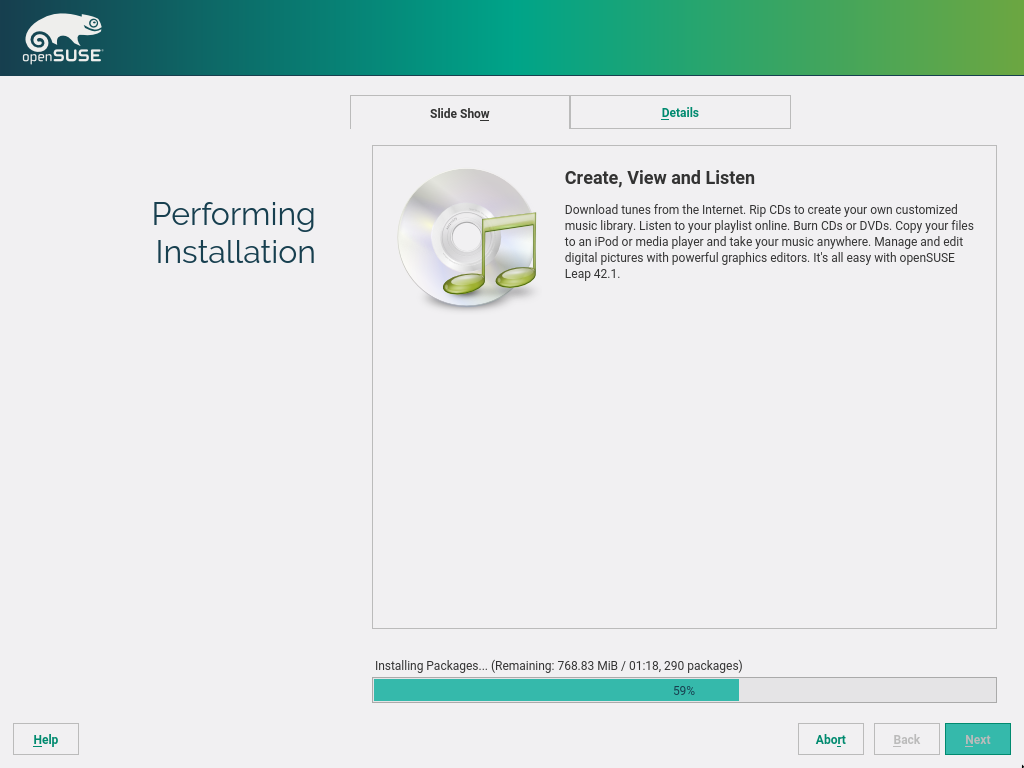 openSUSE
Slide Show
Details
Performing
Installation
Create, View and Listen
Download tunes from the Internet. Rip CDs to create your own customized
music library. Listen to your playlist online. Burn CDs or DVDs. Copy your files
to an iPod or media player and take your music anywhere. Manage and edit
digital pictures with powerful graphics editors. It's all easy with openSUSE
Leap 42.1.
Installing Packages... (Remaining: 768.83 MiB / 01:18, 290 packages)
59%
Help
Abort
Back
Next